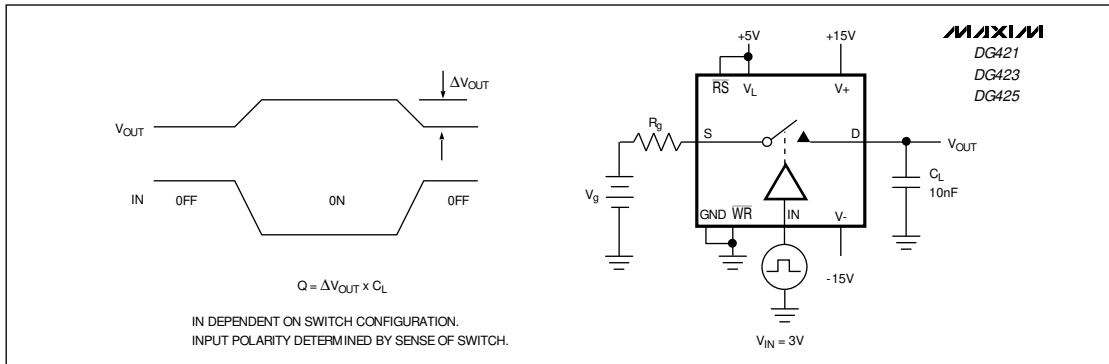 ΔVOUT
VOUT
IN 0FF 0N 0FF
Q = ΔVOUT x CL
IN DEPENDENT ON SWITCH CONFIGURATION.
INPUT POLARITY DETERMINED BY SENSE OF SWITCH.
+5V +15V
MAXIM
DG421
DG423
DG425
RS VL V+
Rg S D VOUT
Vg
CL
10nF
GND WR IN V-
-15V
VIN = 3V